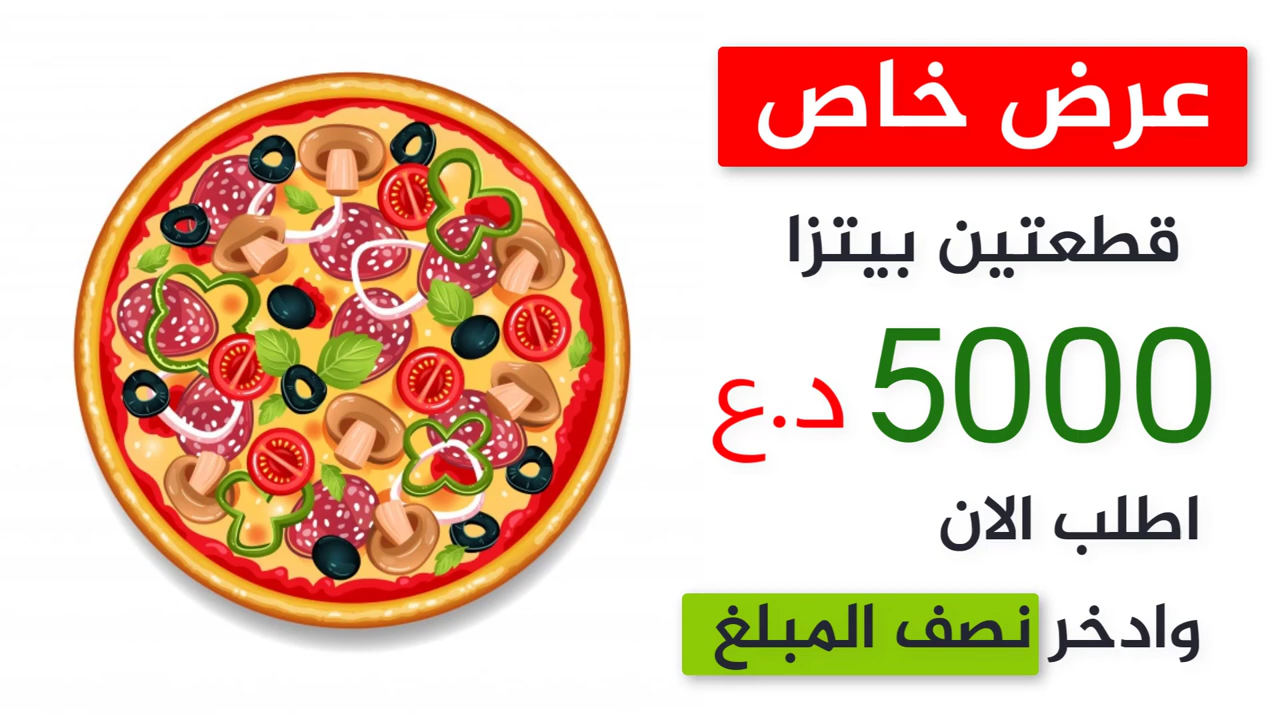 عرض خاص
قطعتين بيتزا
5000 د.ع
اطلب الان
وادخر نصف المبلغ